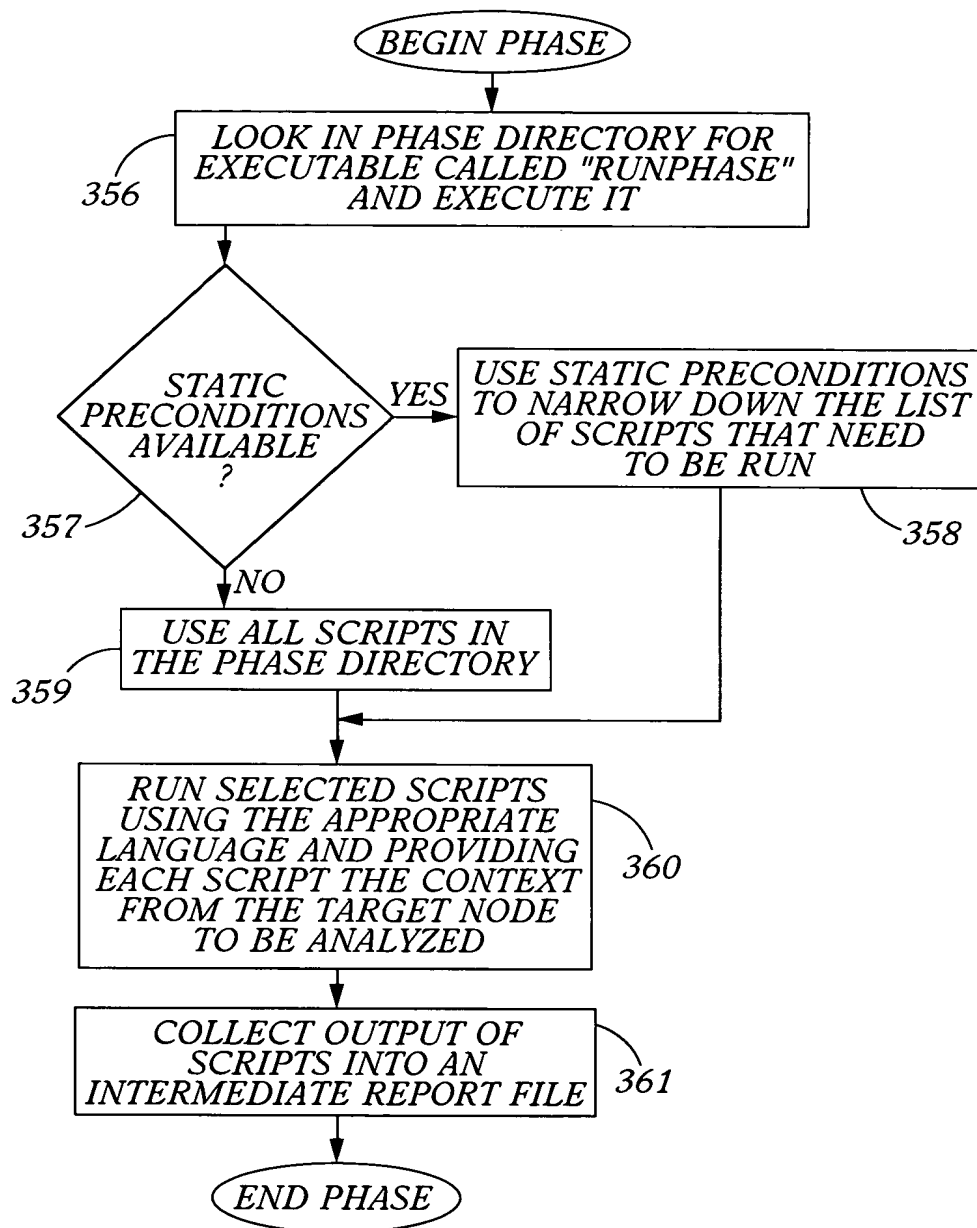 BEGIN PHASE
LOOK IN PHASE DIRECTORY FOR
EXECUTABLE CALLED "RUNPHASE"
AND EXECUTE IT
356
STATIC
PRECONDITIONS
AVAILABLE
?
357
YES
USE STATIC PRECONDITIONS
TO NARROW DOWN THE LIST
OF SCRIPTS THAT NEED
TO BE RUN
358
NO
USE ALL SCRIPTS IN
THE PHASE DIRECTORY
359
RUN SELECTED SCRIPTS
USING THE APPROPRIATE
LANGUAGE AND PROVIDING
EACH SCRIPT THE CONTEXT
FROM THE TARGET NODE
TO BE ANALYZED
360
COLLECT OUTPUT OF
SCRIPTS INTO AN
INTERMEDIATE REPORT FILE
361
END PHASE